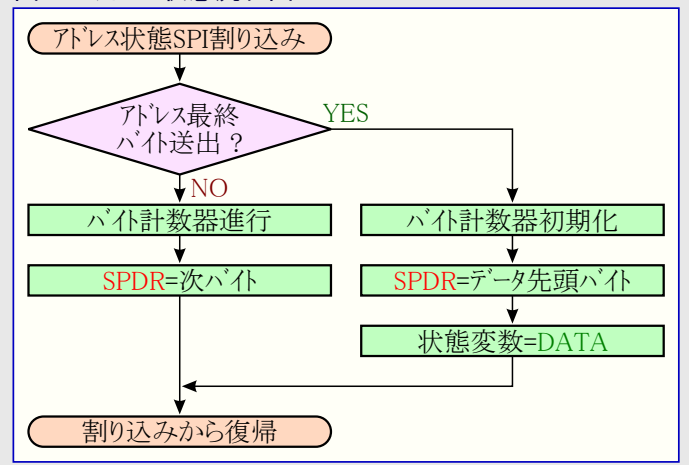 アドレス状態SPI割り込み
アドレス最終
バイト送出 ?
YES
NO
バイト計数器進行
バイト計数器初期化
SPDR=次バイト
SPDR=データ先頭バイト
状態変数=DATA
割り込みから復帰